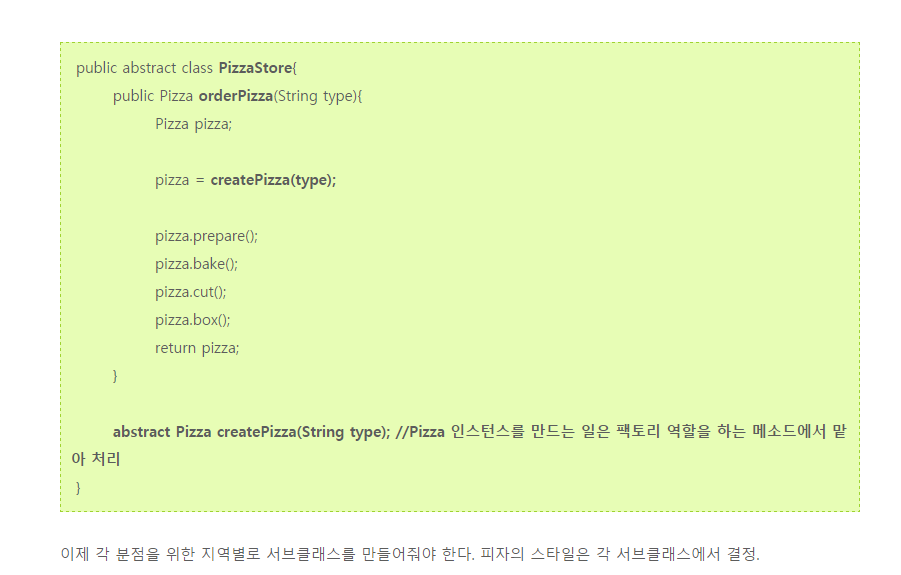 public abstract class PizzaStore{
public Pizza orderPizza(String type){
Pizza pizza;
pizza = createPizza(type);
pizza.prepare();
pizza.bake();
pizza.cut();
pizza.box();
return pizza;
}
abstract Pizza createPizza(String type); //Pizza 인스턴스를 만드는 일은 팩토리 역할을 하는 메소드에서 맡
아 처리
}
이제 각 분점을 위한 지역별로 서브클래스를 만들어줘야 한다. 피자의 스타일은 각 서브클래스에서 결정.